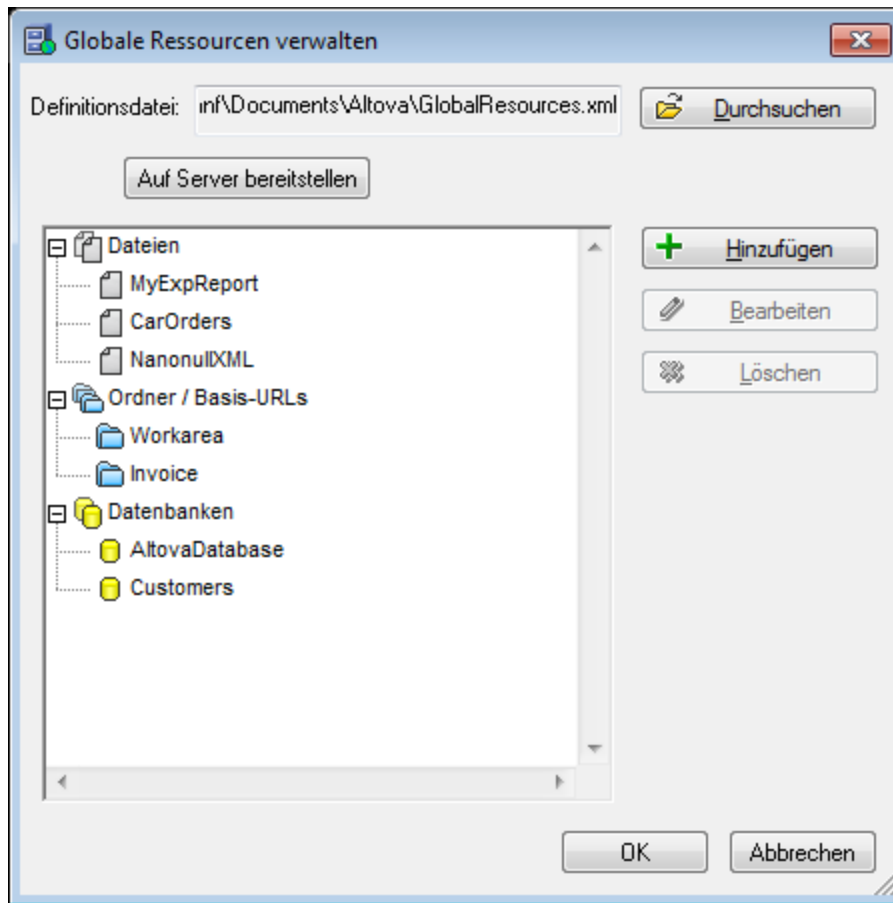 Globale Ressourcen verwalten
Definitionsdatei: ınf\Documents\Altova\GlobalResources.xml Durchsuchen
Auf Server bereitstellen
Dateien
MyExpReport
CarOrders
NanonullXML
Ordner / Basis-URLs
Workarea
Invoice
Datenbanken
AltovaDatabase
Customers
Hinzufügen
Bearbeiten
Löschen
OK Abbrechen